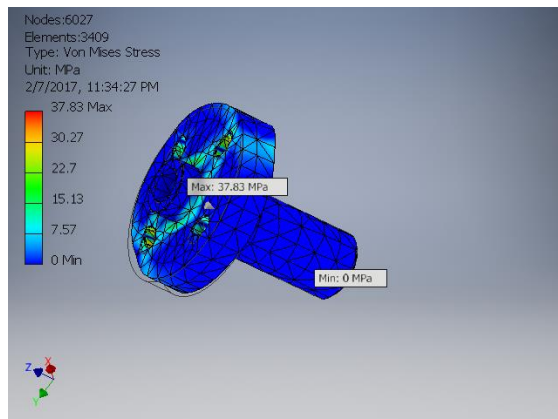 Nodes:6027
Elements:3409
Type: Von Mises Stress
Unit: MPa
2/7/2017, 11:34:27 PM
37.83 Max
30.27
22.7
15.13
7.57
0 Min
Max: 37.83 MPa
Min: 0 MPa
Z
X
Y